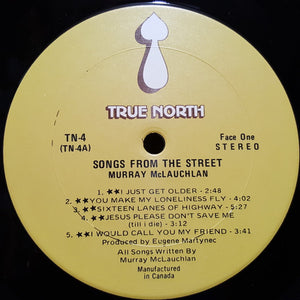 TRUE NORTH
TN-4
(TN-4A)
Face One
STEREO
SONGS FROM THE STREET
MURRAY McLAUCHLAN
1. ★★I JUST GET OLDER - 2:48
2. ★★YOU MAKE MY LONELINESS FLY - 4:02
3. ★★SIXTEEN LANES OF HIGHWAY - 5:27
4. ★★JESUS PLEASE DON'T SAVE ME
(till i die) - 3:12
5. ★★I WOULD CALL YOU MY FRIEND - 3:41
Produced by Eugene Martynec
All Songs Written By
Murray McLauchlan
Manufactured
in Canada